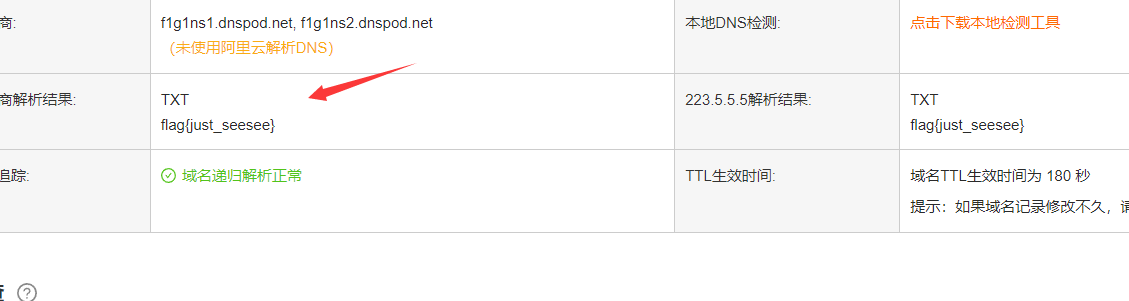 商:
f1g1ns1.dnspod.net, f1g1ns2.dnspod.net
（未使用阿里云解析DNS）
本地DNS检测:
点击下载本地检测工具
商解析结果:
TXT
flag{just_seesee}
223.5.5.5解析结果:
TXT
flag{just_seesee}
追踪:
域名递归解析正常
TTL生效时间:
域名TTL生效时间为 180 秒
提示：如果域名记录修改不久，请
?